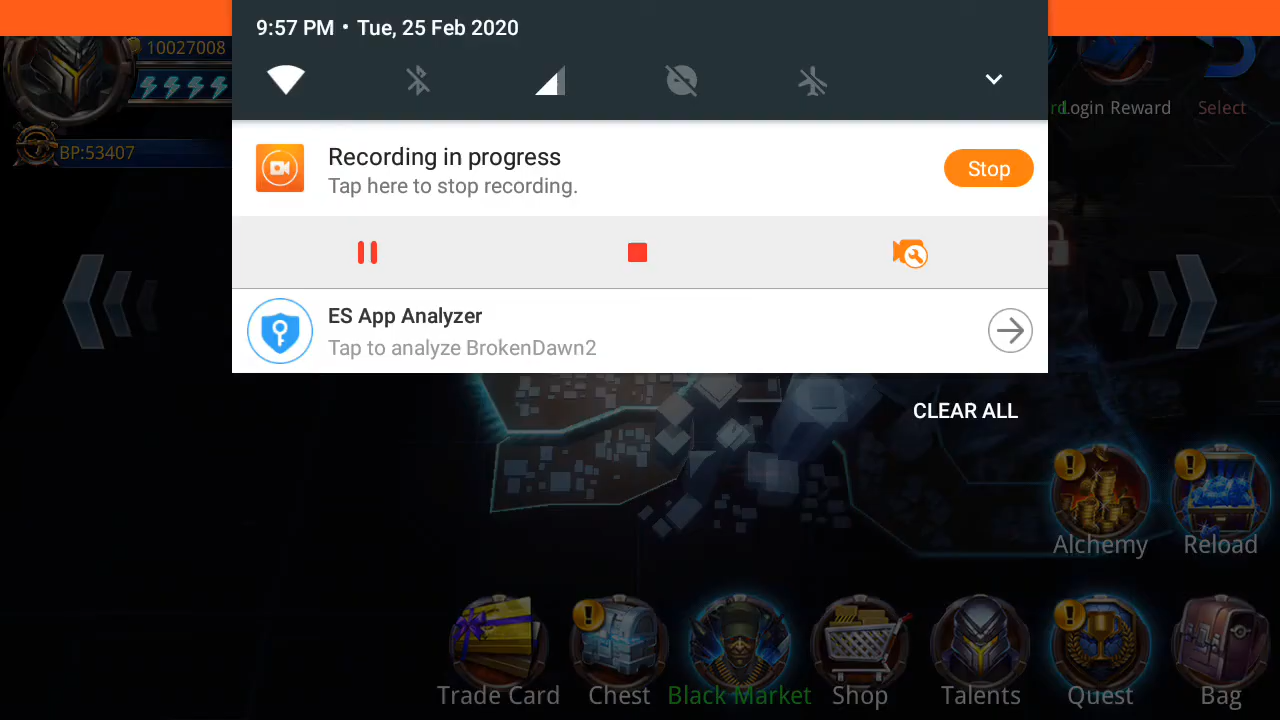 9:57 PM • Tue, 25 Feb 2020
10027008
rd
Login Reward
Select
BP:53407
Recording in progress
Tap here to stop recording.
Stop
ES App Analyzer
Tap to analyze BrokenDawn2
CLEAR ALL
Alchemy
Reload
Trade Card
Chest
Black Market
Shop
Talents
Quest
Bag